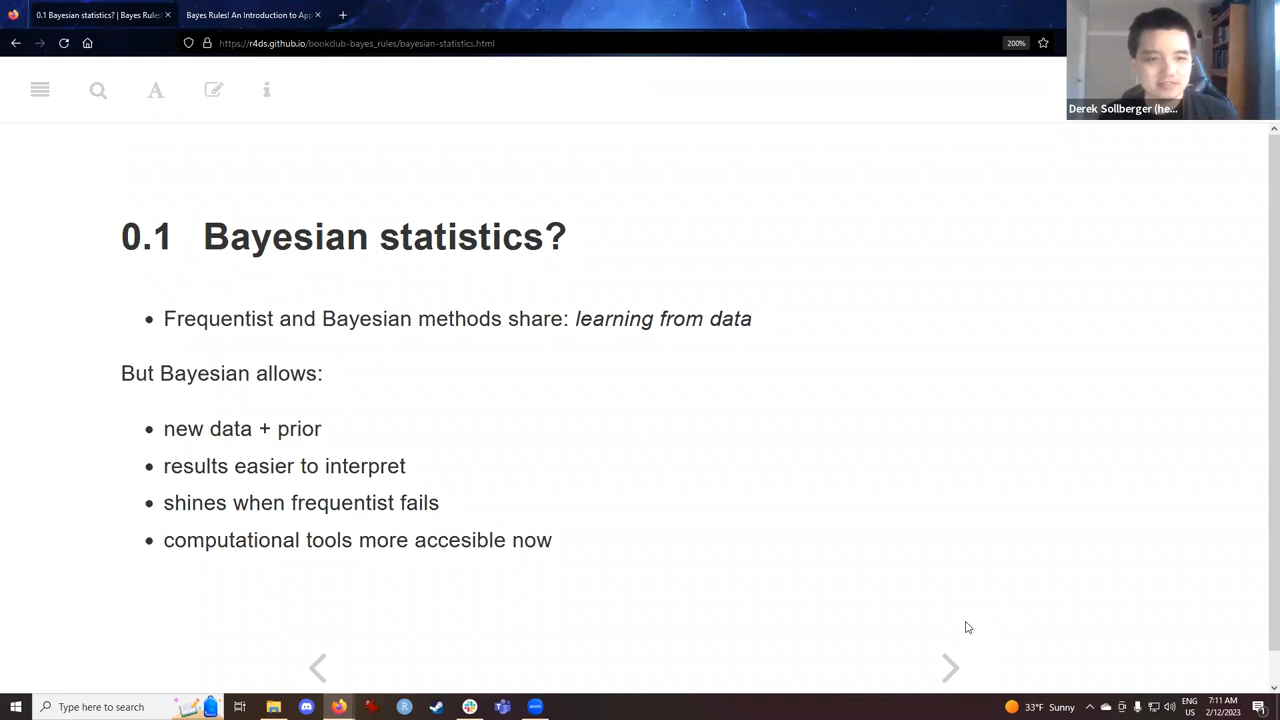 0.1 Bayesian statistics? | Bayes Rules!
Bayes Rules! An Introduction to App
https://r4ds.github.io/bookclub-bayes_rules/bayesian-statistics.html
200%
Derek Sollberger (he...
0.1 Bayesian statistics?
Frequentist and Bayesian methods share: learning from data
But Bayesian allows:
new data + prior
results easier to interpret
shines when frequentist fails
computational tools more accesible now
Type here to search
33°F Sunny
ENG
US
7:11 AM
2/12/2023